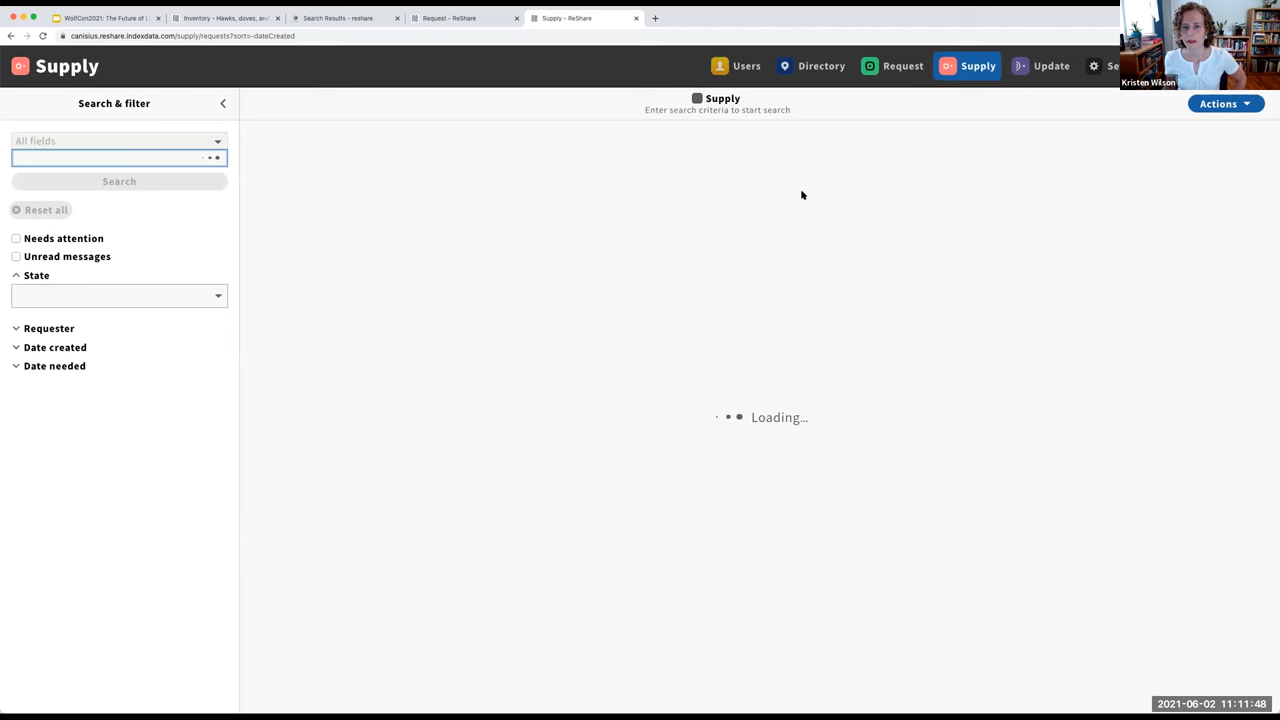 WolfCon2021: The Future of L
Inventory - Hawks, doves, and
Search Results - reshare
Request - ReShare
Supply - ReShare
canisius.reshare.indexdata.com/supply/requests?sort=-dateCreated
Supply
Users
Directory
Request
Supply
Update
Se
Kristen Wilson
Search & filter
Supply
Enter search criteria to start search
Actions
All fields
Search
Reset all
Needs attention
Unread messages
State
Requester
Date created
Date needed
Loading...
2021-06-02 11:11:48